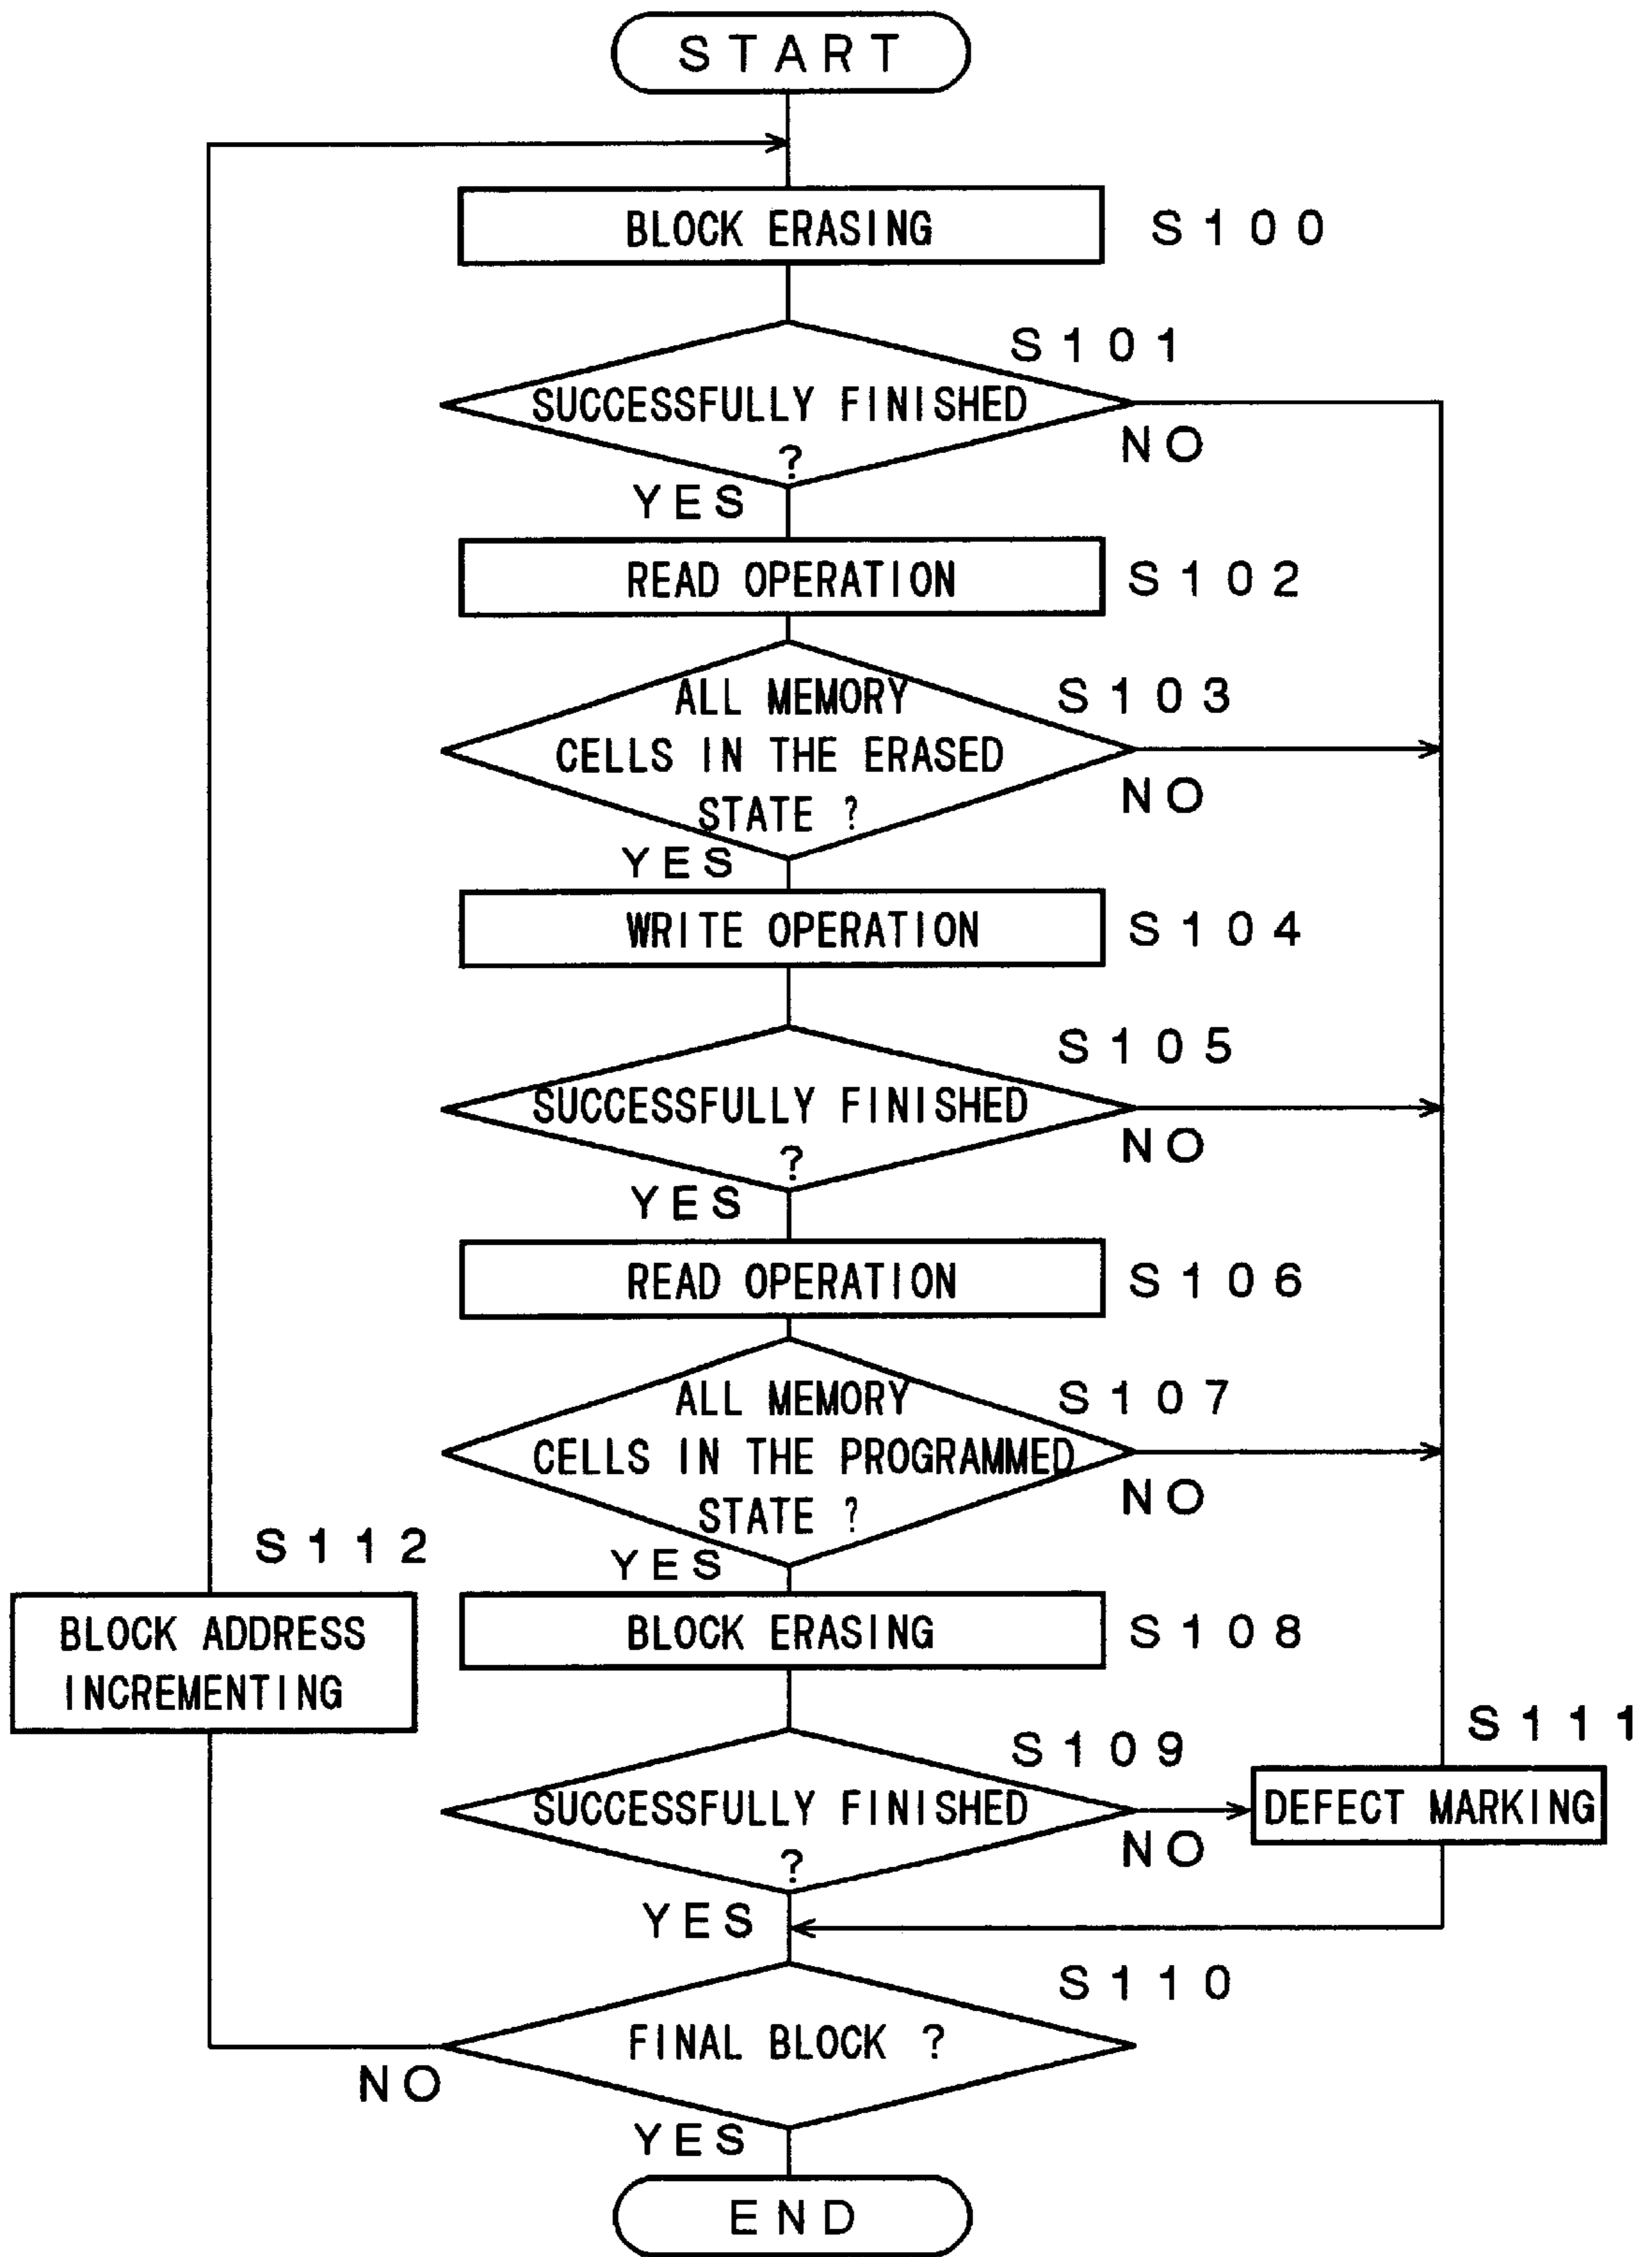 START
BLOCK ERASING
S100
S101
SUCCESSFULLY FINISHED
?
NO
YES
READ OPERATION
S102
ALL MEMORY
CELLS IN THE ERASED
STATE ?
S103
NO
YES
WRITE OPERATION
S104
S105
SUCCESSFULLY FINISHED
?
NO
YES
READ OPERATION
S106
ALL MEMORY
CELLS IN THE PROGRAMMED
STATE ?
S107
NO
YES
S112
BLOCK ADDRESS
INCREMENTING
BLOCK ERASING
S108
S109
SUCCESSFULLY FINISHED
?
NO
S111
DEFECT MARKING
YES
S110
FINAL BLOCK ?
NO
YES
END